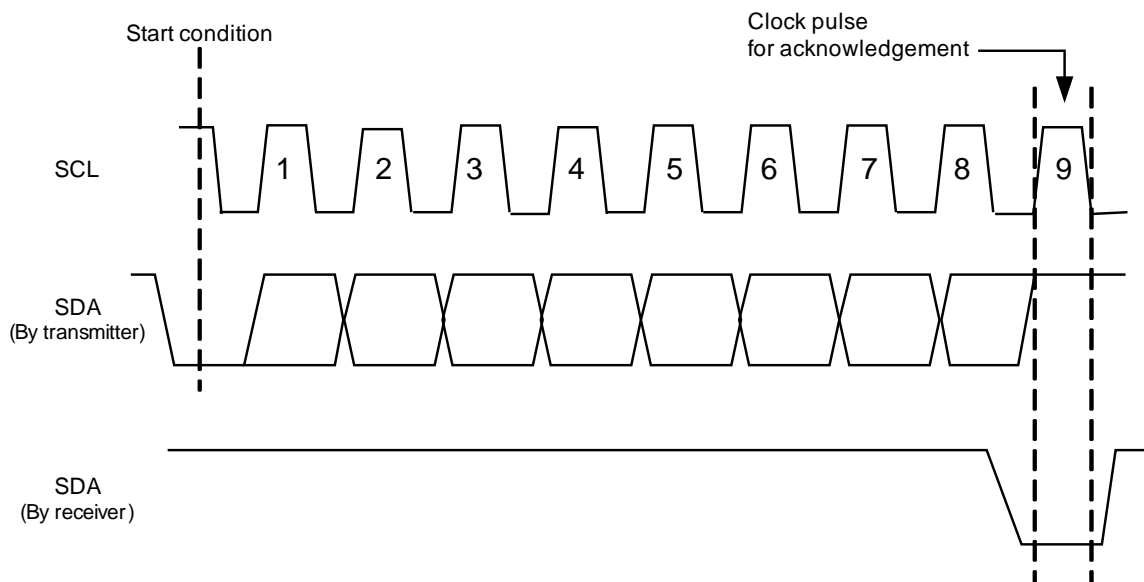 Start condition
Clock pulse
for acknowledgement
SCL
1 2 3 4 5 6 7 8 9
SDA
(By transmitter)
SDA
(By receiver)